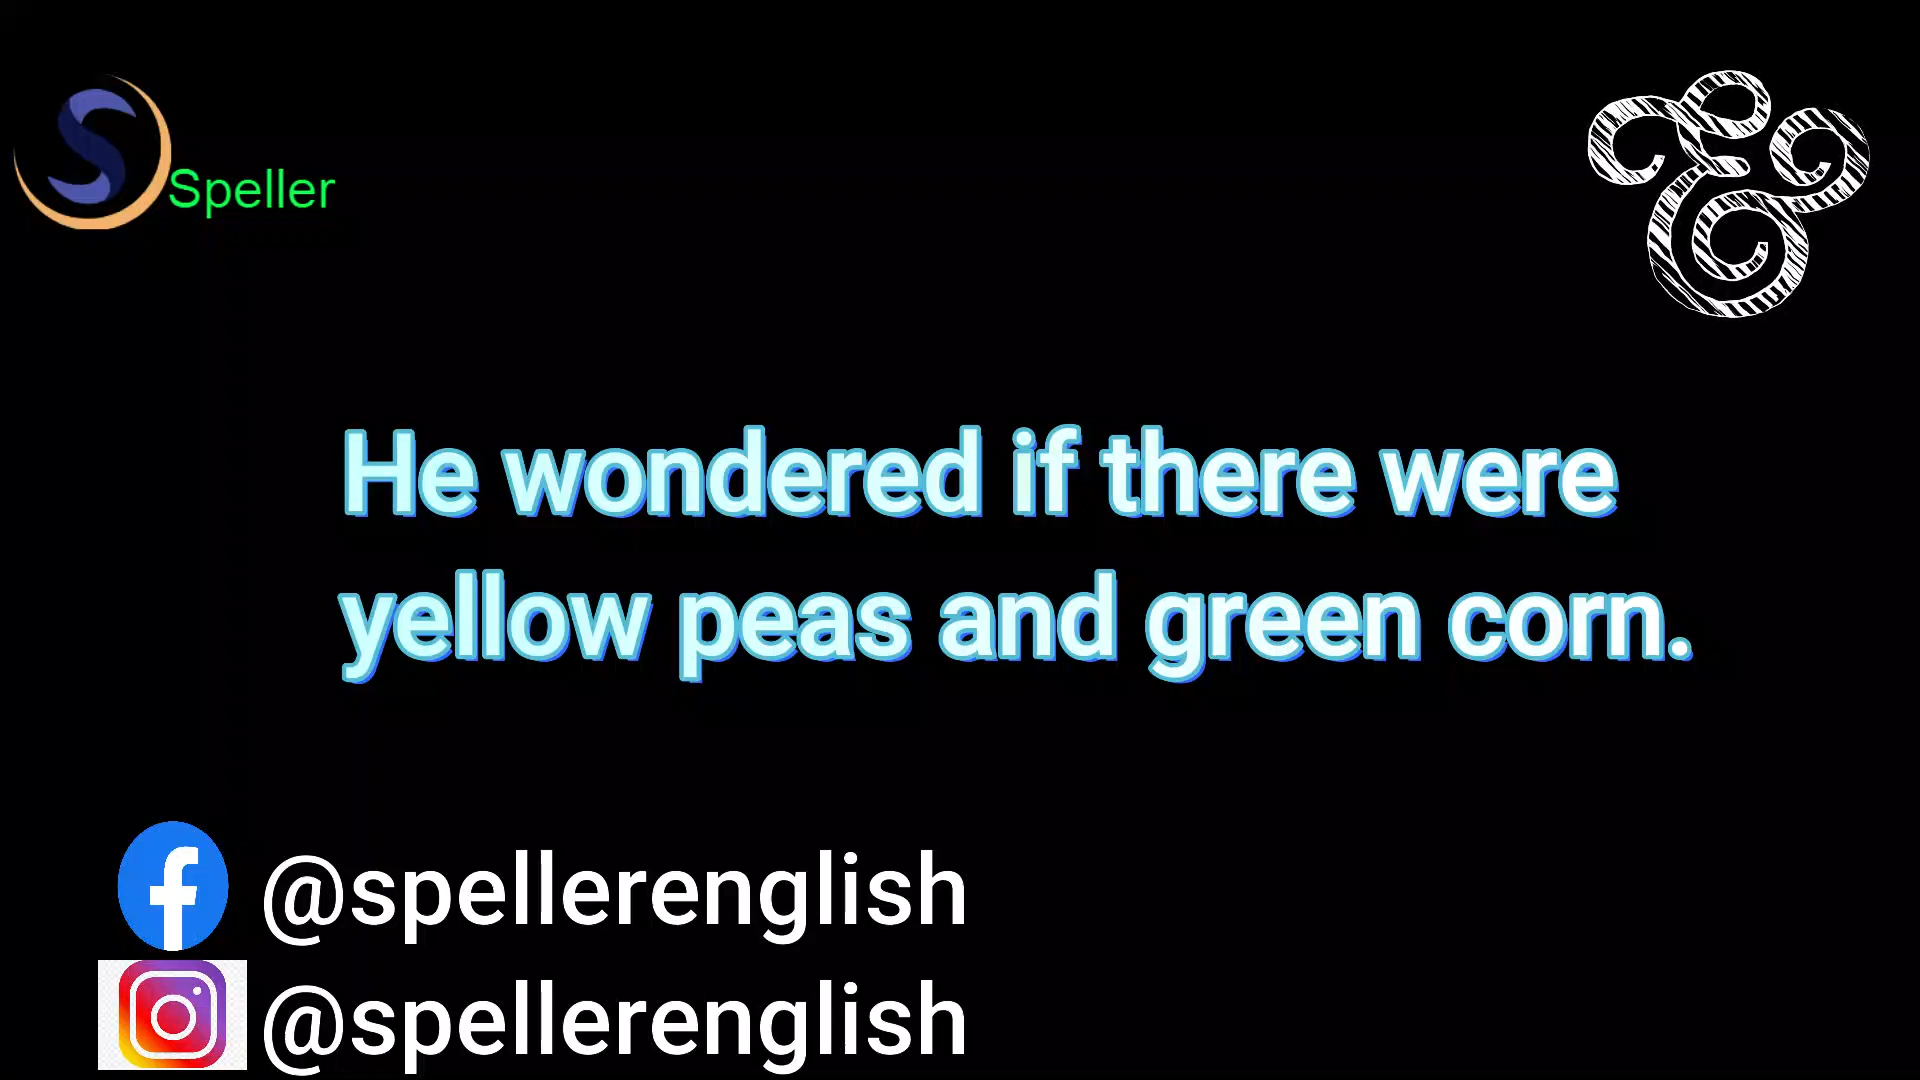 Speller
He wondered if there were
yellow peas and green corn.
@spellerenglish
@spellerenglish